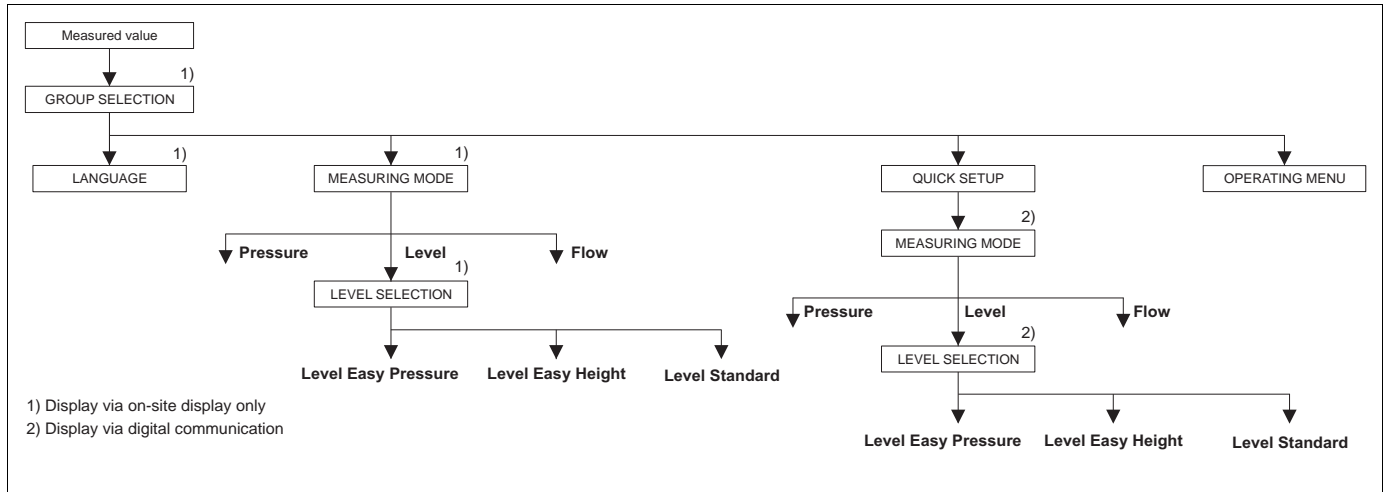 Measured value
1)
GROUP SELECTION
1)
LANGUAGE
1)
MEASURING MODE
QUICK SETUP
OPERATING MENU
Pressure
Level
Flow
1)
LEVEL SELECTION
Level Easy Pressure
Level Easy Height
Level Standard
2)
MEASURING MODE
Pressure
Level
Flow
2)
LEVEL SELECTION
Level Easy Pressure
Level Easy Height
Level Standard
1) Display via on-site display only
2) Display via digital communication